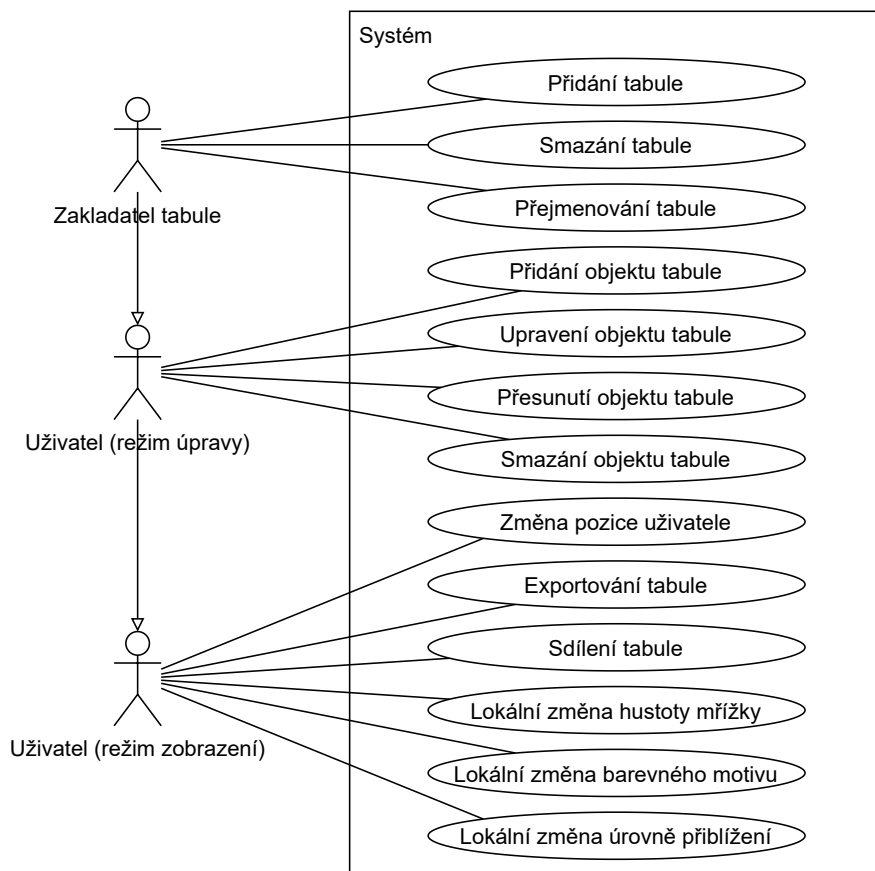 Systém
Přidání tabule
Smazání tabule
Zakladatel tabule
Přejmenování tabule
Přidání objektu tabule
Upravení objektu tabule
Přesunutí objektu tabule
Uživatel (režim úpravy)
Smazání objektu tabule
Změna pozice uživatele
Exportování tabule
Sdílení tabule
Lokální změna hustoty mřížky
Uživatel (režim zobrazení)
Lokální změna barevného motivu
Lokální změna úrovně přiblížení